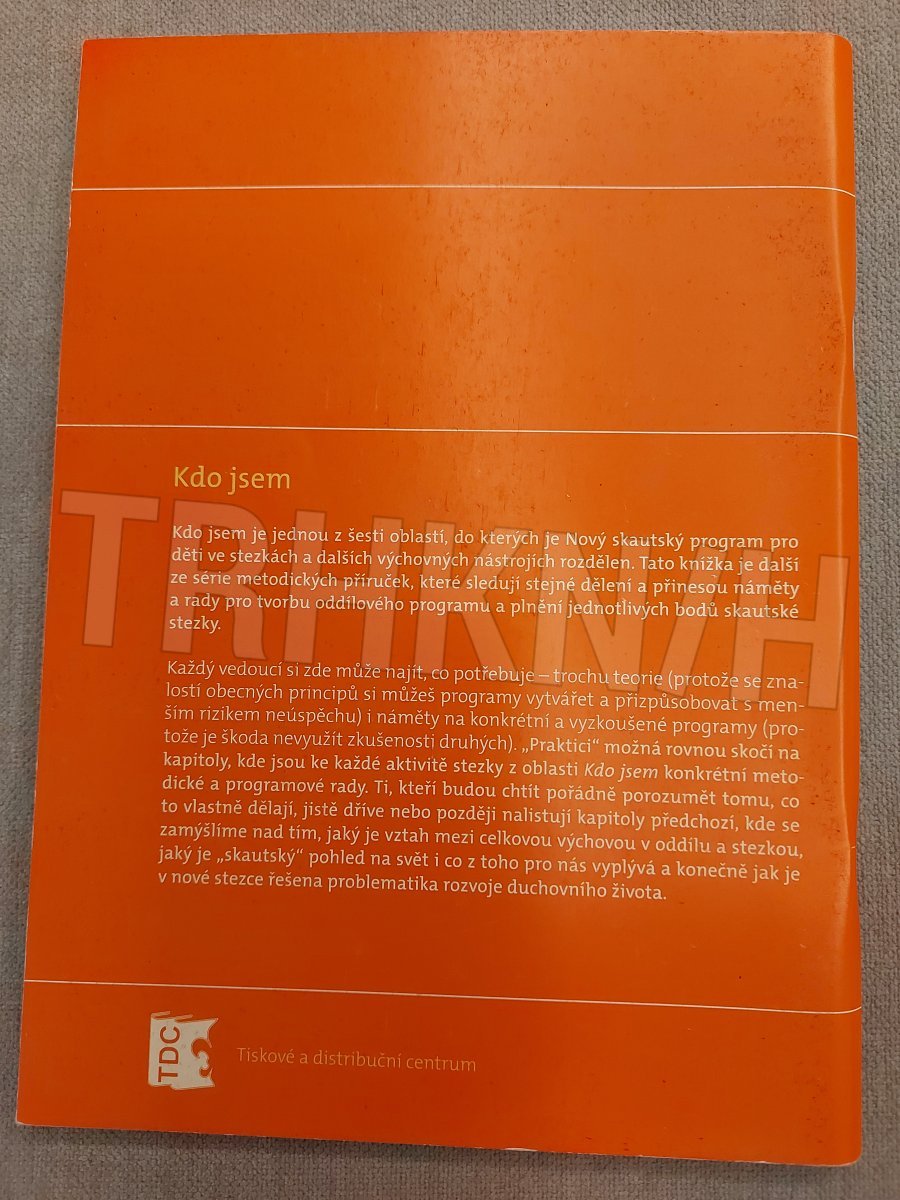 Kdo jsem
Kdo jsem je jednou z šesti oblastí, do kterých je Nový skautský program pro
děti ve stezkách a dalších výchovných nástrojích rozdělen. Tato knížka je další
ze série metodických příruček, které sledují stejné dělení a přinesou náměty
a rady pro tvorbu oddílového programu a plnění jednotlivých bodů skautské
stezky.
Každý vedoucí si zde může najít, co potřebuje – trochu teorie (protože se zna-
lostí obecných principů si můžeš programy vytvářet a přizpůsobovat s men-
ším rizikem neúspěchu) i náměty na konkrétní a vyzkoušené programy (pro-
tože je škoda nevyužít zkušenosti druhých). „Praktici“ možná rovnou skočí na
kapitoly, kde jsou ke každé aktivitě stezky z oblasti Kdo jsem konkrétní meto-
dické a programové rady. Ti, kteří budou chtít pořádně porozumět tomu, co
to vlastně dělají, jistě dříve nebo později nalistují kapitoly předchozí, kde se
zamýšlíme nad tím, jaký je vztah mezi celkovou výchovou v oddílu a stezkou,
jaký je „skautský“ pohled na svět i co z toho pro nás vyplývá a konečně jak je
v nové stezce řešena problematika rozvoje duchovního života.
TDC
Tiskové a distribuční centrum